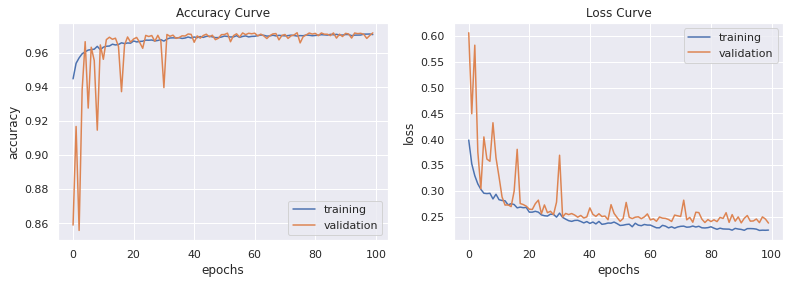 Accuracy Curve
accuracy
0.96
0.94
0.92
0.90
0.88
0.86
0
20
40
60
80
100
epochs
training
validation
Loss Curve
loss
0.60
0.55
0.50
0.45
0.40
0.35
0.30
0.25
0
20
40
60
80
100
epochs
training
validation